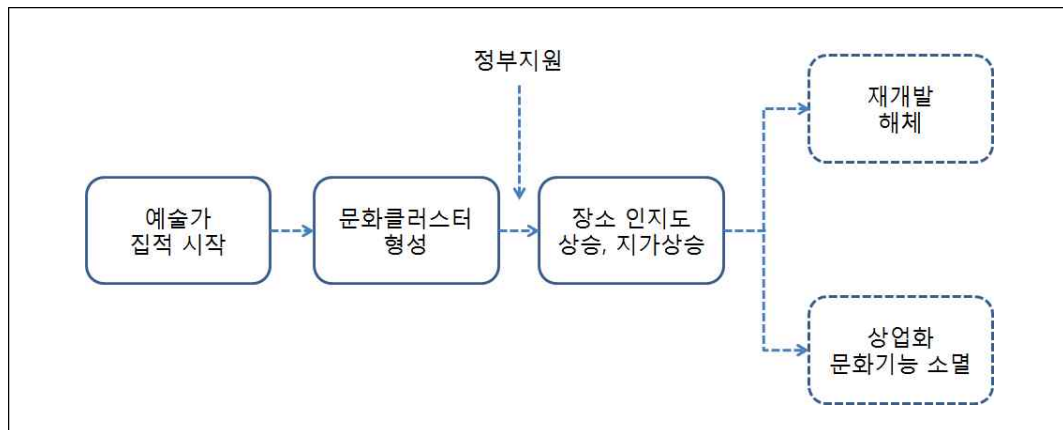 정부지원
예술가
집적 시작
문화클러스터
형성
장소 인지도
상승, 지가상승
재개발
해체
상업화
문화기능 소멸